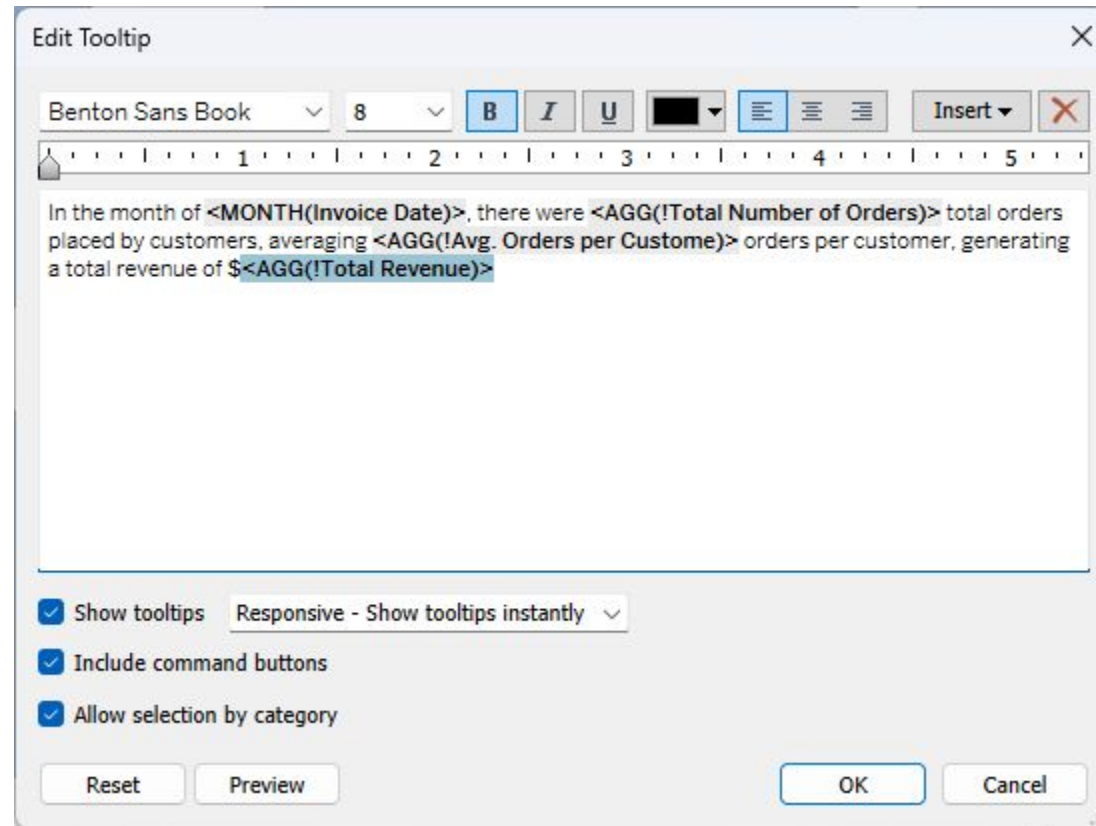 Edit Tooltip
Benton Sans Book 8 B I U Insert
1 2 3 4 5
In the month of <MONTH(Invoice Date)>, there were <AGG(!Total Number of Orders)> total orders
placed by customers, averaging <AGG(!Avg. Orders per Custome)> orders per customer, generating
a total revenue of $<AGG(!Total Revenue)>
Show tooltips Responsive - Show tooltips instantly
Include command buttons
Allow selection by category
Reset Preview OK Cancel